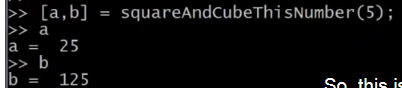 >> [a,b] = squareAndCubeThisNumber(5);
>> a
a =  25
>> b
b =  125
So, this is